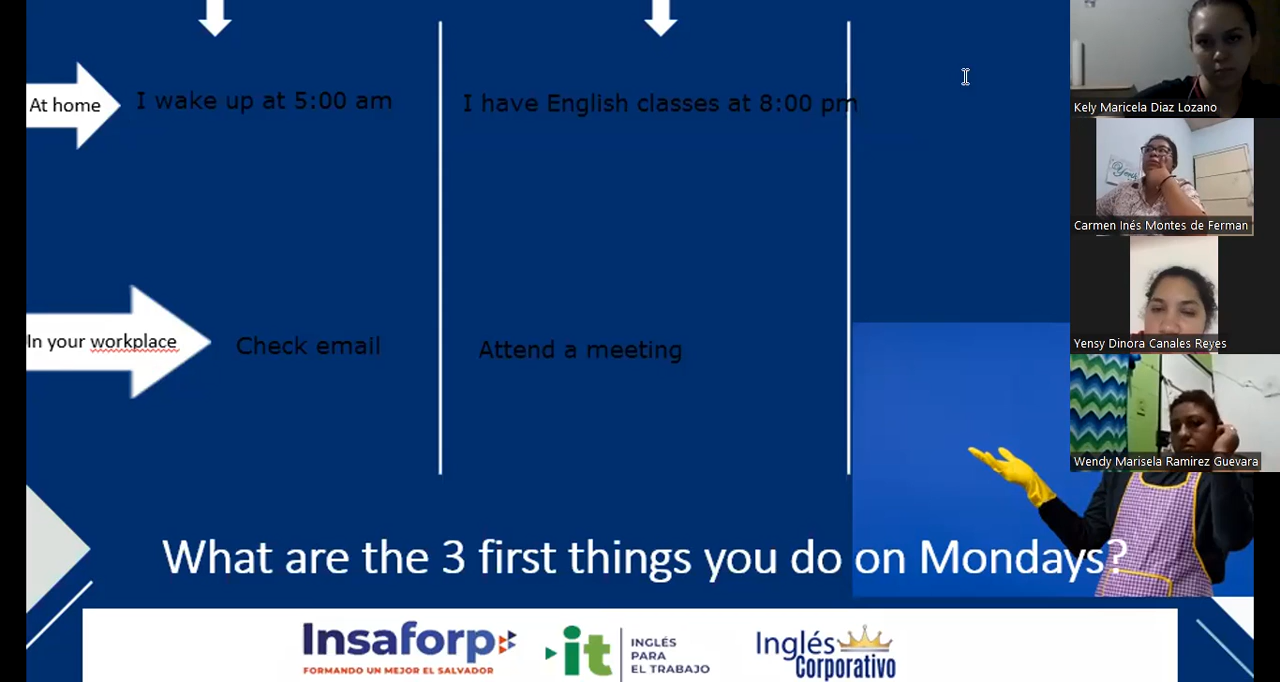 At home
I wake up at 5:00 am
I have English classes at 8:00 pm
Kely Maricela Diaz Lozano
Carmen Inés Montes de Ferman
Yensy Dinora Canales Reyes
In your workplace
Check email
Attend a meeting
Wendy Marisela Ramirez Guevara
What are the 3 first things you do on Mondays?
Insaforp
FORMANDO UN MEJOR EL SALVADOR
it
INGLÉS
PARA
EL TRABAJO
Inglés
Corporativo